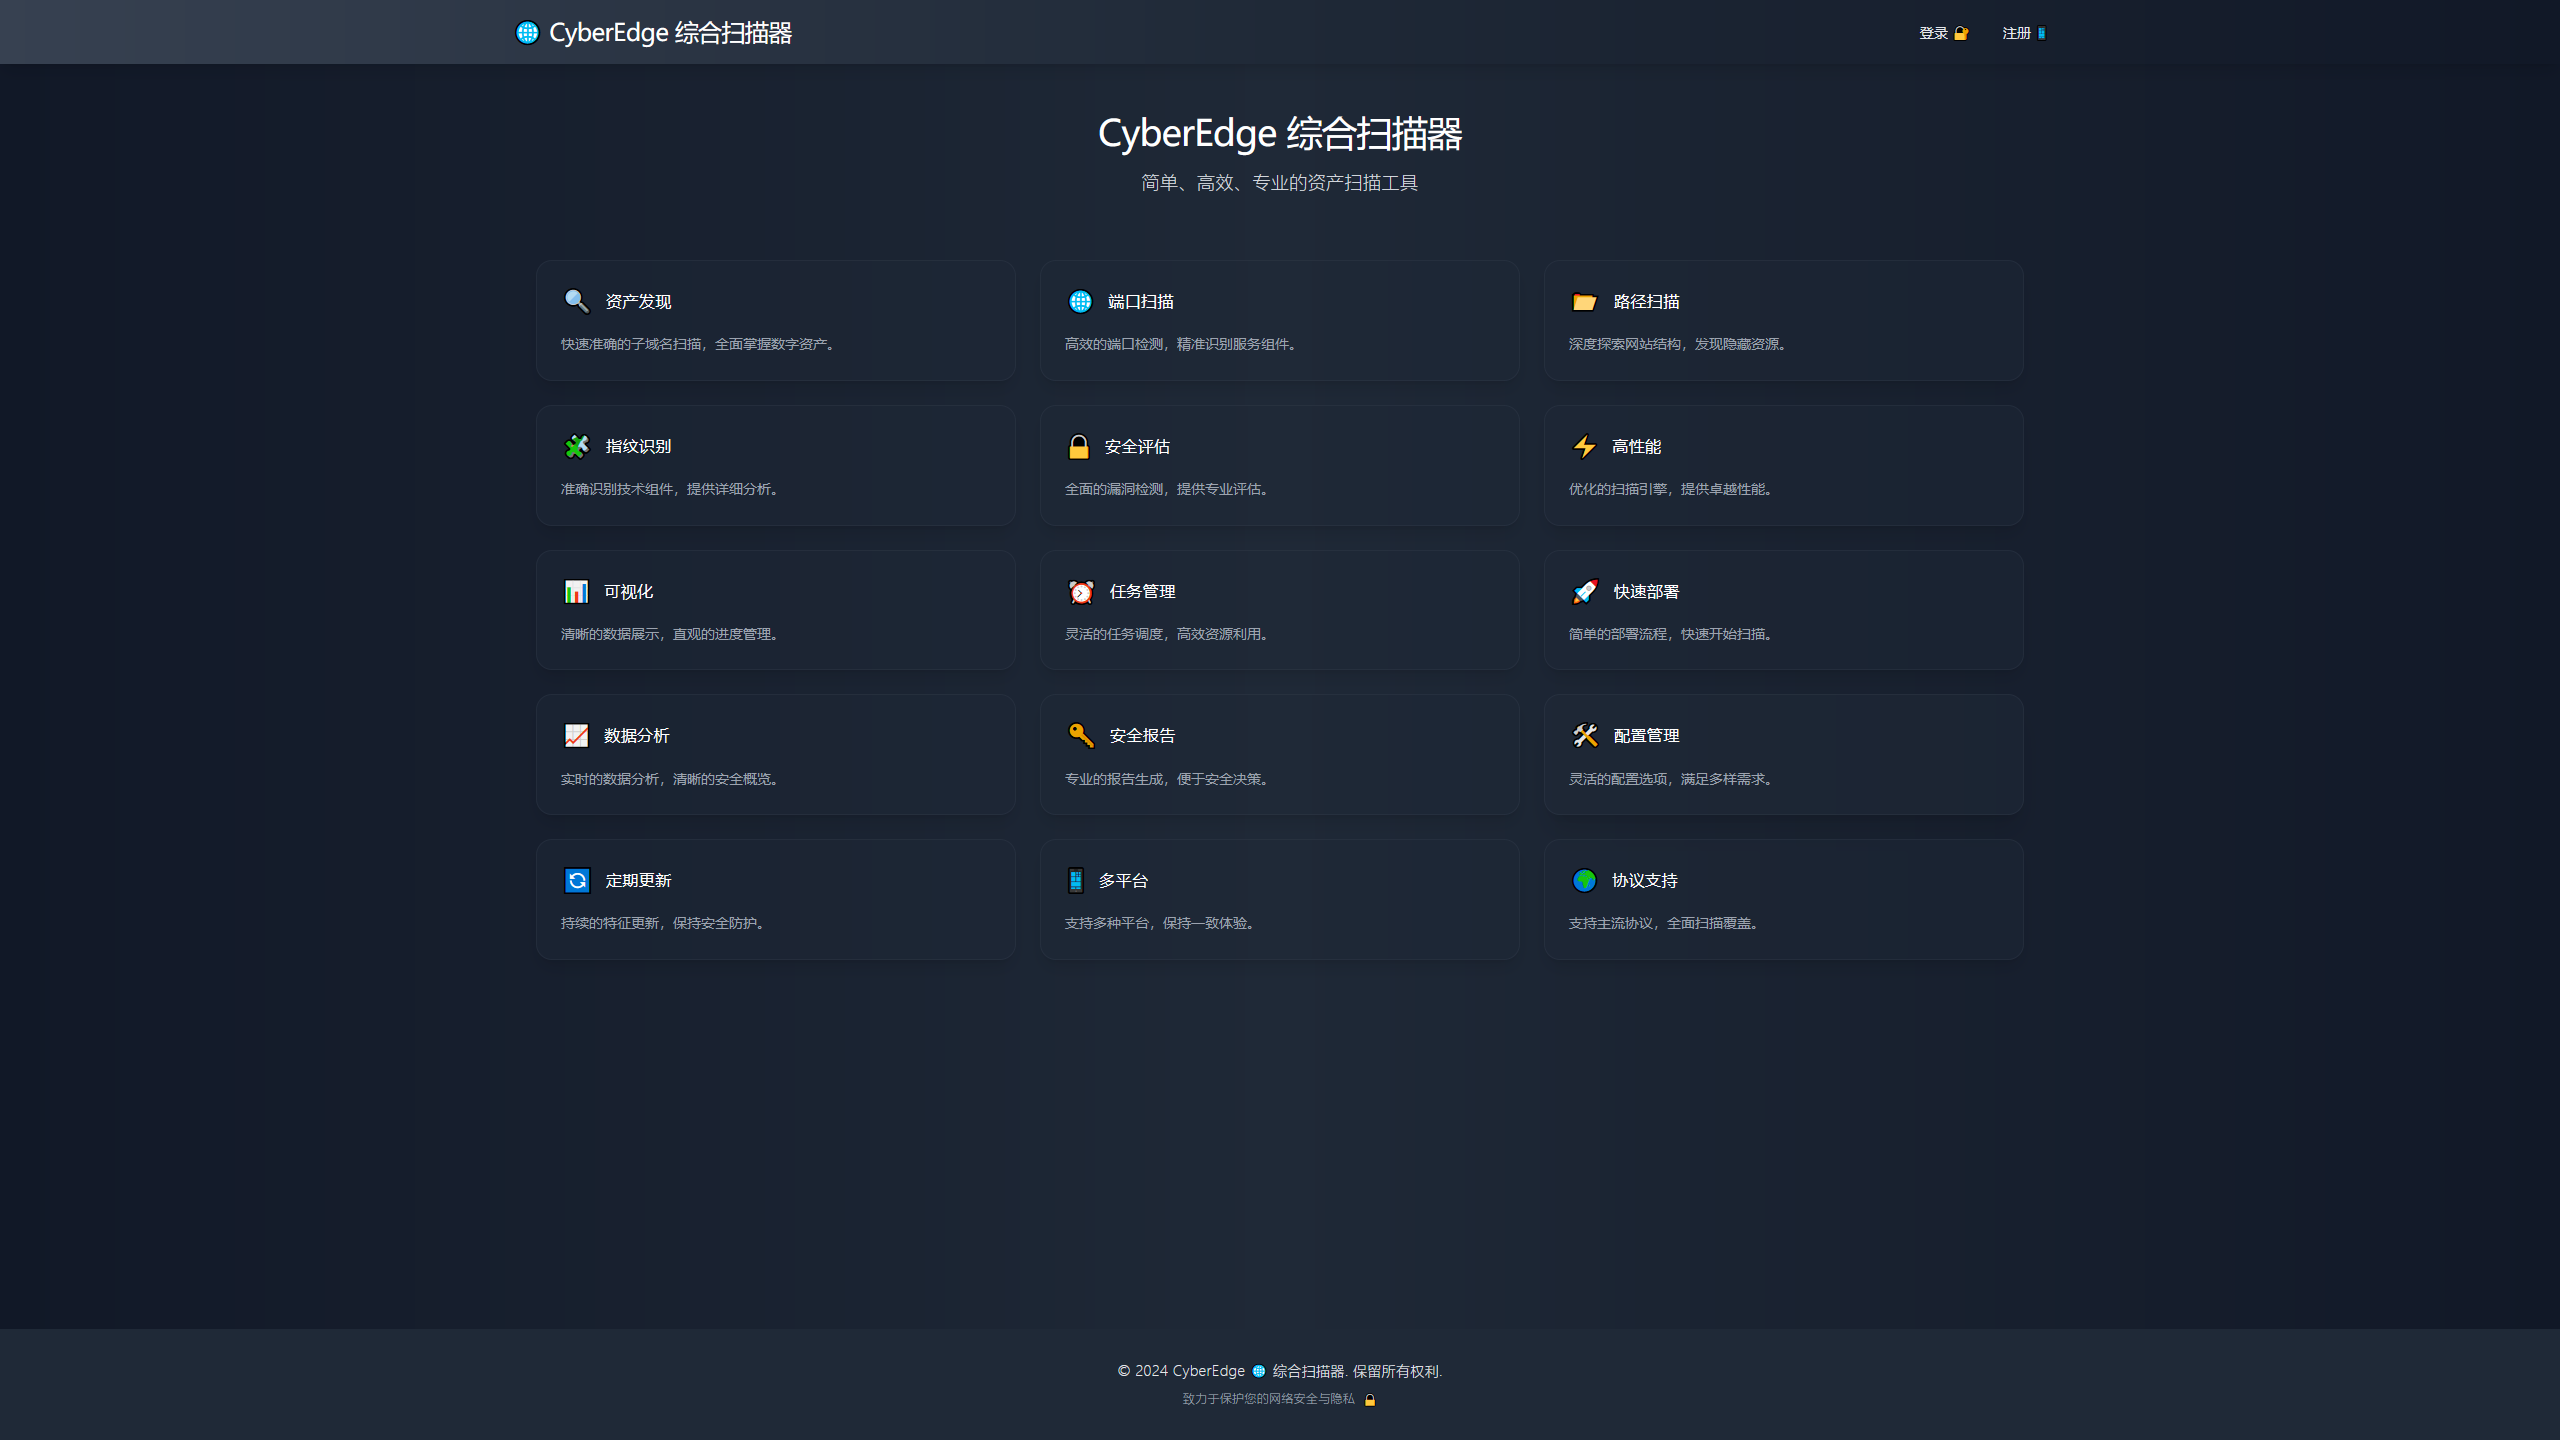 CyberEdge 综合扫描器
登录
注册
CyberEdge 综合扫描器
简单、高效、专业的资产扫描工具
资产发现
快速准确的子域名扫描，全面掌握数字资产。
端口扫描
高效的端口检测，精准识别服务组件。
路径扫描
深度探索网站结构，发现隐藏资源。
指纹识别
准确识别技术组件，提供详细分析。
安全评估
全面的漏洞检测，提供专业评估。
高性能
优化的扫描引擎，提供卓越性能。
可视化
清晰的数据展示，直观的进度管理。
任务管理
灵活的任务调度，高效资源利用。
快速部署
简单的部署流程，快速开始扫描。
数据分析
实时的数据分析，清晰的安全概览。
安全报告
专业的报告生成，便于安全决策。
配置管理
灵活的配置选项，满足多样需求。
定期更新
持续的特征更新，保持安全防护。
多平台
支持多种平台，保持一致体验。
协议支持
支持主流协议，全面扫描覆盖。
© 2024 CyberEdge 综合扫描器. 保留所有权利.
致力于保护您的网络安全与隐私